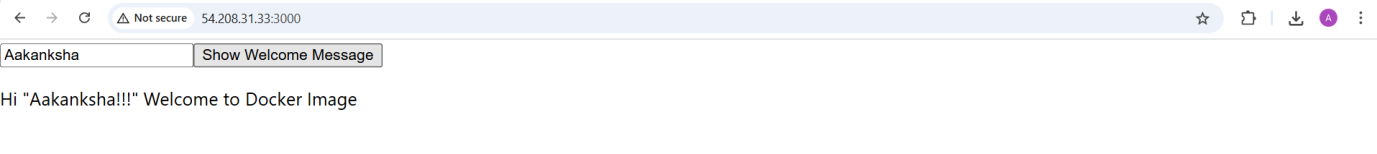 Not secure 54.208.31.33:3000 A
Aakanksha Show Welcome Message
Hi "Aakanksha!!!" Welcome to Docker Image